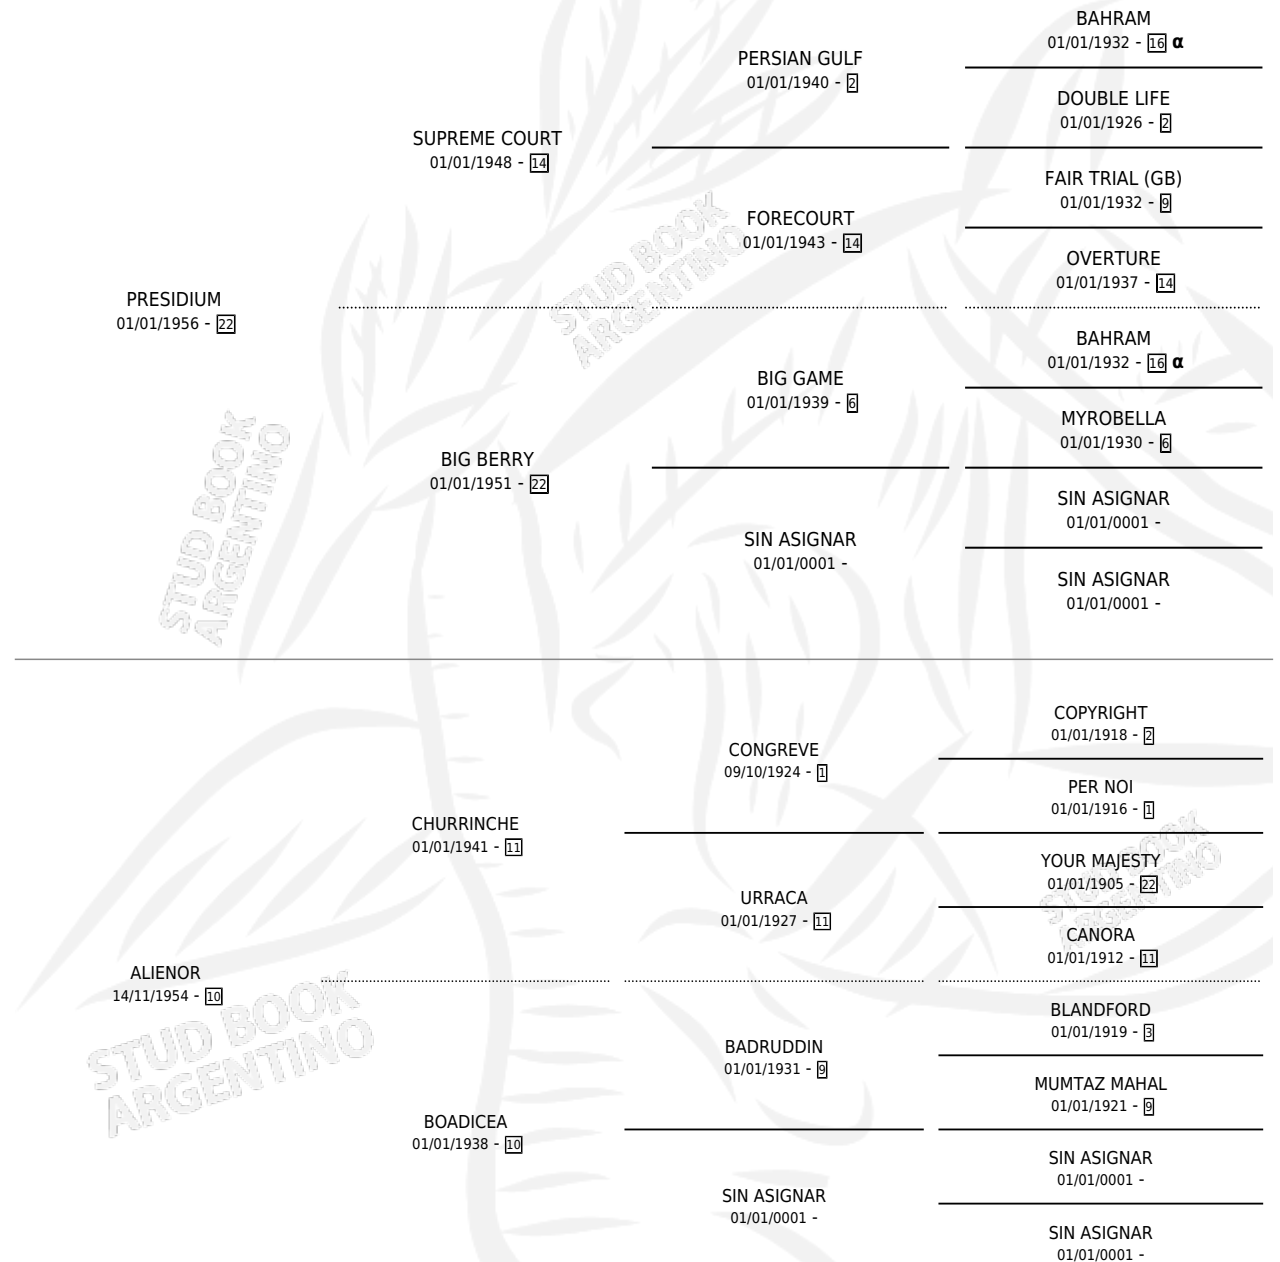 BAHRAM
01/01/1932 - 16 α
PERSIAN GULF
01/01/1940 - 2
DOUBLE LIFE
01/01/1926 - 2
SUPREME COURT
01/01/1948 - 14
FAIR TRIAL (GB)
01/01/1932 - 9
FORECOURT
01/01/1943 - 14
OVERTURE
01/01/1937 - 14
PRESIDIUM
01/01/1956 - 22
BAHRAM
01/01/1932 - 16 α
BIG GAME
01/01/1939 - 6
MYROBELLA
01/01/1930 - 6
BIG BERRY
01/01/1951 - 22
SIN ASIGNAR
01/01/0001 -
SIN ASIGNAR
01/01/0001 -
SIN ASIGNAR
01/01/0001 -
COPYRIGHT
01/01/1918 - 2
CONGREVE
09/10/1924 - 1
PER NOI
01/01/1916 - 1
CHURRINCHE
01/01/1941 - 11
YOUR MAJESTY
01/01/1905 - 22
URRACA
01/01/1927 - 11
CANORA
01/01/1912 - 11
ALIENOR
14/11/1954 - 10
BLANDFORD
01/01/1919 - 3
BADRUDDIN
01/01/1931 - 9
MUMTAZ MAHAL
01/01/1921 - 9
BOADICEA
01/01/1938 - 10
SIN ASIGNAR
01/01/0001 -
SIN ASIGNAR
01/01/0001 -
SIN ASIGNAR
01/01/0001 -
STUD BOOK
ARGENTINO
STUD BOOK
ARGENTINO
STUD BOOK
ARGENTINO
STUD BOOK
ARGENTINO